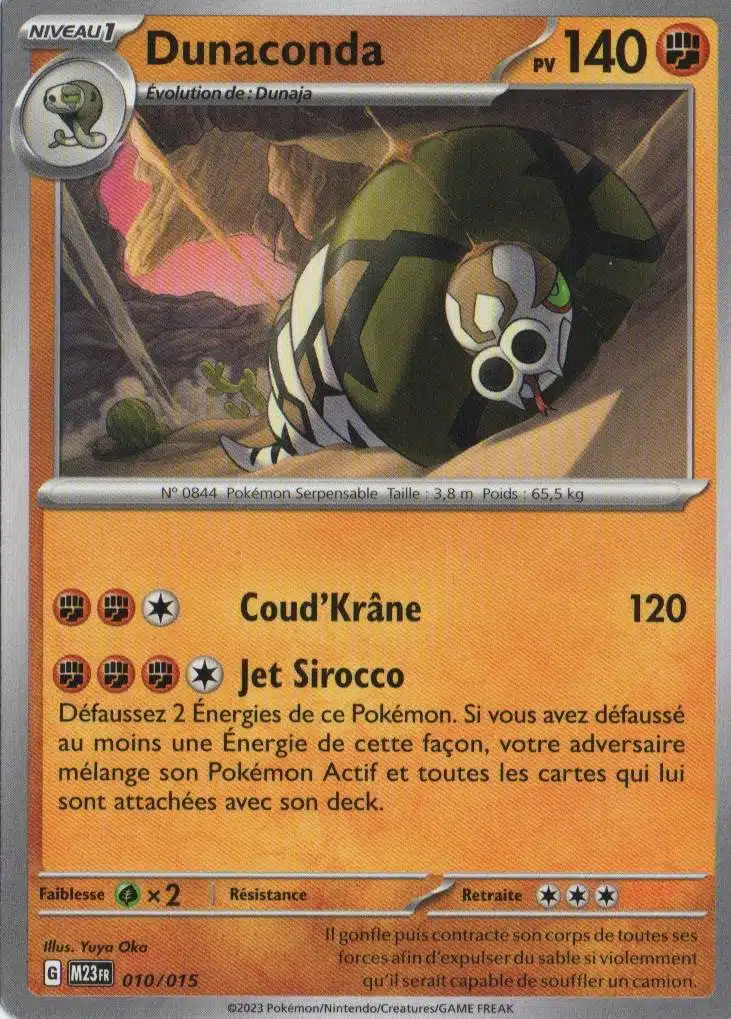 NIVEAU 1
Dunaconda
PV 140
Évolution de : Dunaja
N° 0844 Pokémon Serpensable Taille : 3,8 m Poids : 65,5 kg
Coud'Krâne 120
Jet Sirocco
Défaussez 2 Énergies de ce Pokémon. Si vous avez défaussé
au moins une Énergie de cette façon, votre adversaire
mélange son Pokémon Actif et toutes les cartes qui lui
sont attachées avec son deck.
Faiblesse ×2 Résistance Retraite
Illus. Yuya Oka
Il gonfle puis contracte son corps de toutes ses
forces afin d'expulser du sable si violemment
qu'il serait capable de souffler un camion.
G M23 FR 010/015
©2023 Pokémon/Nintendo/Creatures/GAME FREAK